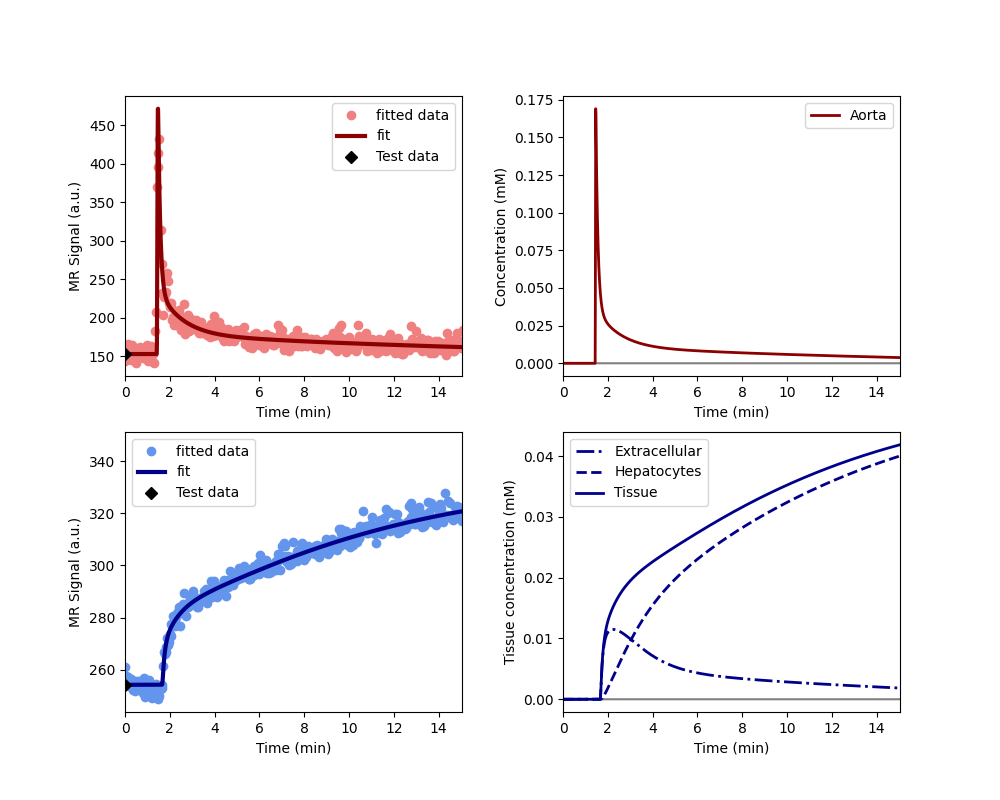 450
400
350
300
250
200
150
MR Signal (a.u.)
fitted data
fit
Test data
0 2 4 6 8 10 12 14
Time (min)
0.175
0.150
0.125
0.100
0.075
0.050
0.025
0.000
Concentration (mM)
Aorta
0 2 4 6 8 10 12 14
Time (min)
340
320
300
280
260
MR Signal (a.u.)
fitted data
fit
Test data
0 2 4 6 8 10 12 14
Time (min)
0.04
0.03
0.02
0.01
0.00
Tissue concentration (mM)
Extracellular
Hepatocytes
Tissue
0 2 4 6 8 10 12 14
Time (min)